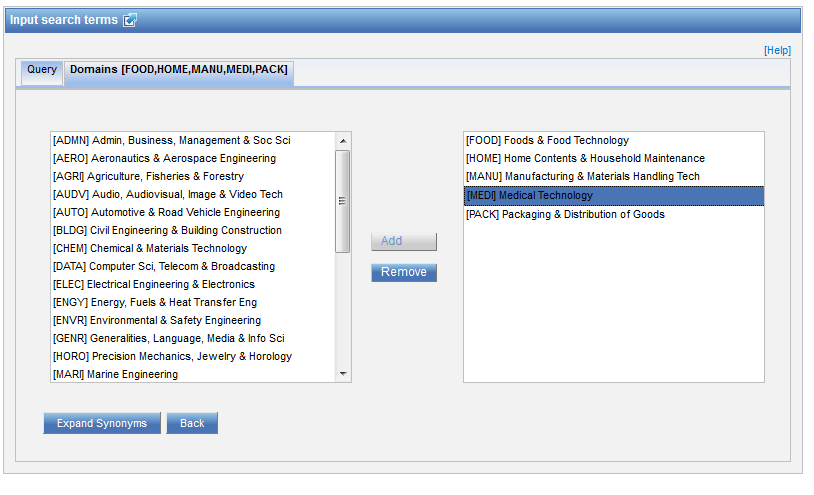 Input search terms
[Help]
Query
Domains [FOOD,HOME,MANU,MEDI,PACK]
[ADMN] Admin, Business, Management & Soc Sci
[AERO] Aeronautics & Aerospace Engineering
[AGRI] Agriculture, Fisheries & Forestry
[AUDV] Audio, Audiovisual, Image & Video Tech
[AUTO] Automotive & Road Vehicle Engineering
[BLDG] Civil Engineering & Building Construction
[CHEM] Chemical & Materials Technology
[DATA] Computer Sci, Telecom & Broadcasting
[ELEC] Electrical Engineering & Electronics
[ENGY] Energy, Fuels & Heat Transfer Eng
[ENVR] Environmental & Safety Engineering
[GENR] Generalities, Language, Media & Info Sci
[HORO] Precision Mechanics, Jewelry & Horology
[MARI] Marine Engineering
Add
Remove
[FOOD] Foods & Food Technology
[HOME] Home Contents & Household Maintenance
[MANU] Manufacturing & Materials Handling Tech
[MEDI] Medical Technology
[PACK] Packaging & Distribution of Goods
Expand Synonyms
Back